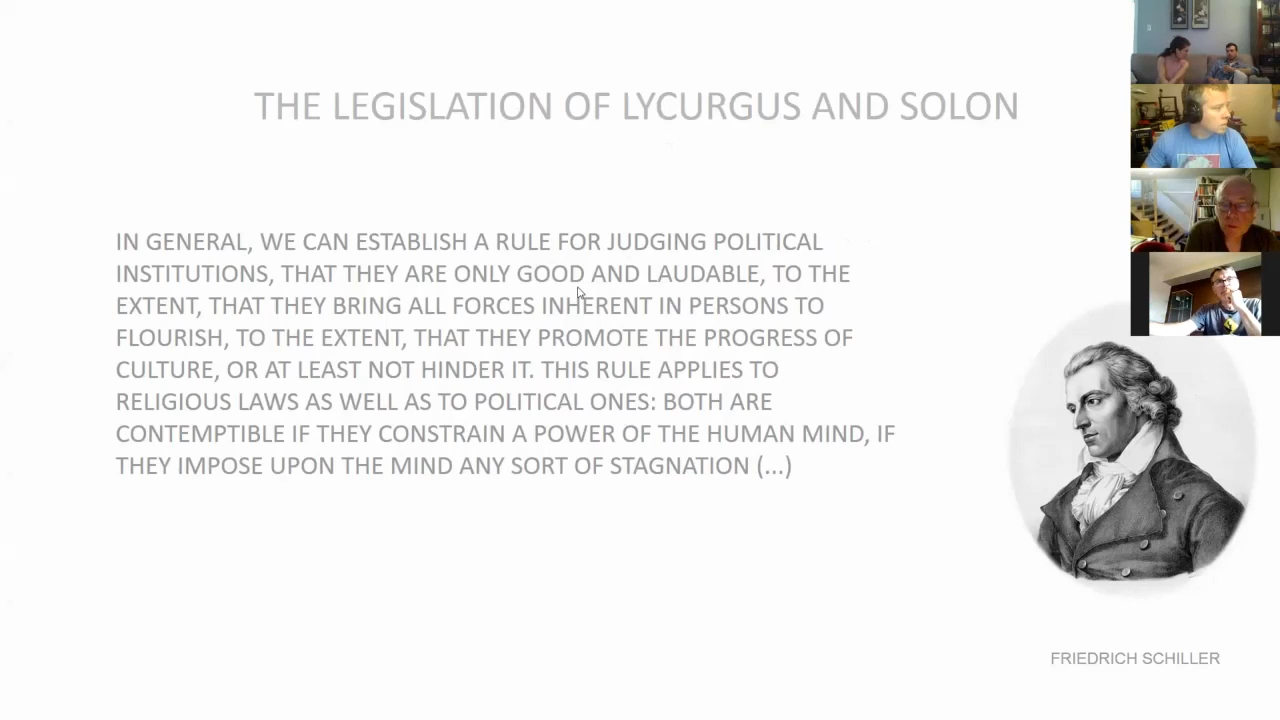 THE LEGISLATION OF LYCURGUS AND SOLON
IN GENERAL, WE CAN ESTABLISH A RULE FOR JUDGING POLITICAL
INSTITUTIONS, THAT THEY ARE ONLY GOOD AND LAUDABLE, TO THE
EXTENT, THAT THEY BRING ALL FORCES INHERENT IN PERSONS TO
FLOURISH, TO THE EXTENT, THAT THEY PROMOTE THE PROGRESS OF
CULTURE, OR AT LEAST NOT HINDER IT. THIS RULE APPLIES TO
RELIGIOUS LAWS AS WELL AS TO POLITICAL ONES: BOTH ARE
CONTEMPTIBLE IF THEY CONSTRAIN A POWER OF THE HUMAN MIND, IF
THEY IMPOSE UPON THE MIND ANY SORT OF STAGNATION (...)
FRIEDRICH SCHILLER